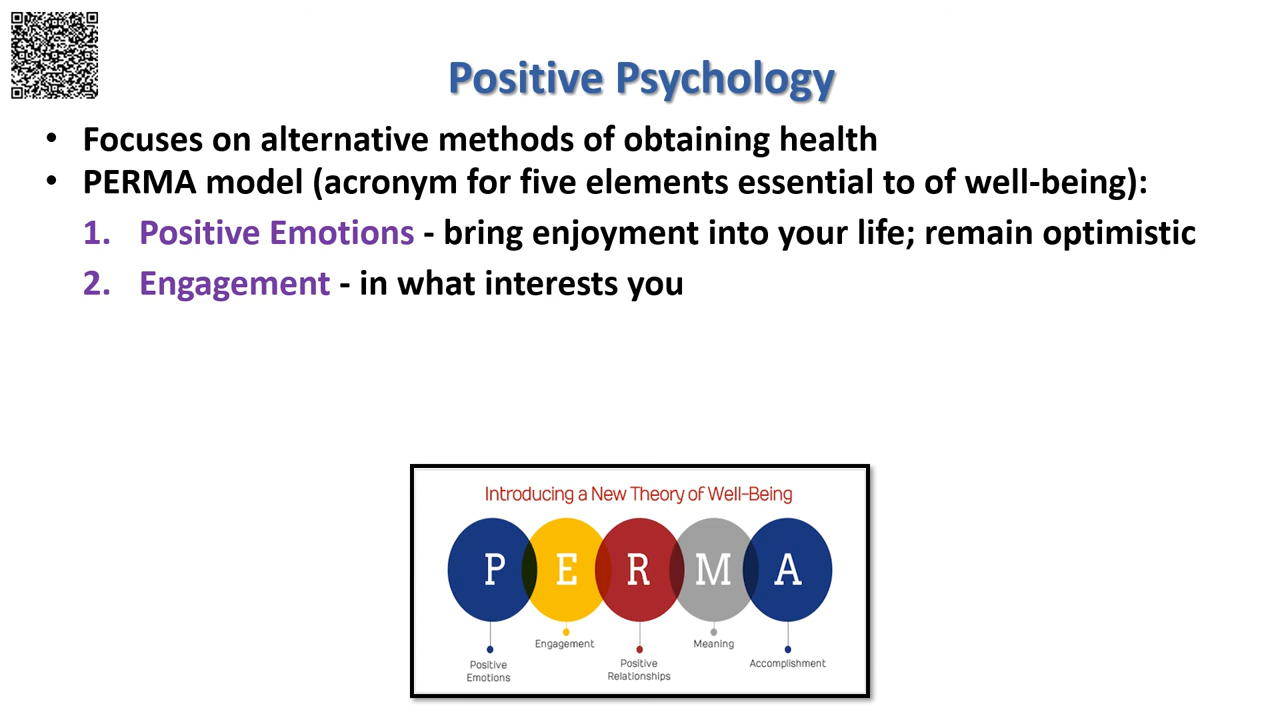 Positive Psychology
• Focuses on alternative methods of obtaining health
• PERMA model (acronym for five elements essential to of well-being):
1. Positive Emotions - bring enjoyment into your life; remain optimistic
2. Engagement - in what interests you
Introducing a New Theory of Well-Being
P E R M A
Positive
Emotions
Engagement
Positive
Relationships
Meaning
Accomplishment